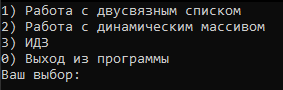 1) Работа с двусвязным списком
2) Работа с динамическим массивом
3) ИДЗ
0) Выход из программы
Ваш выбор: